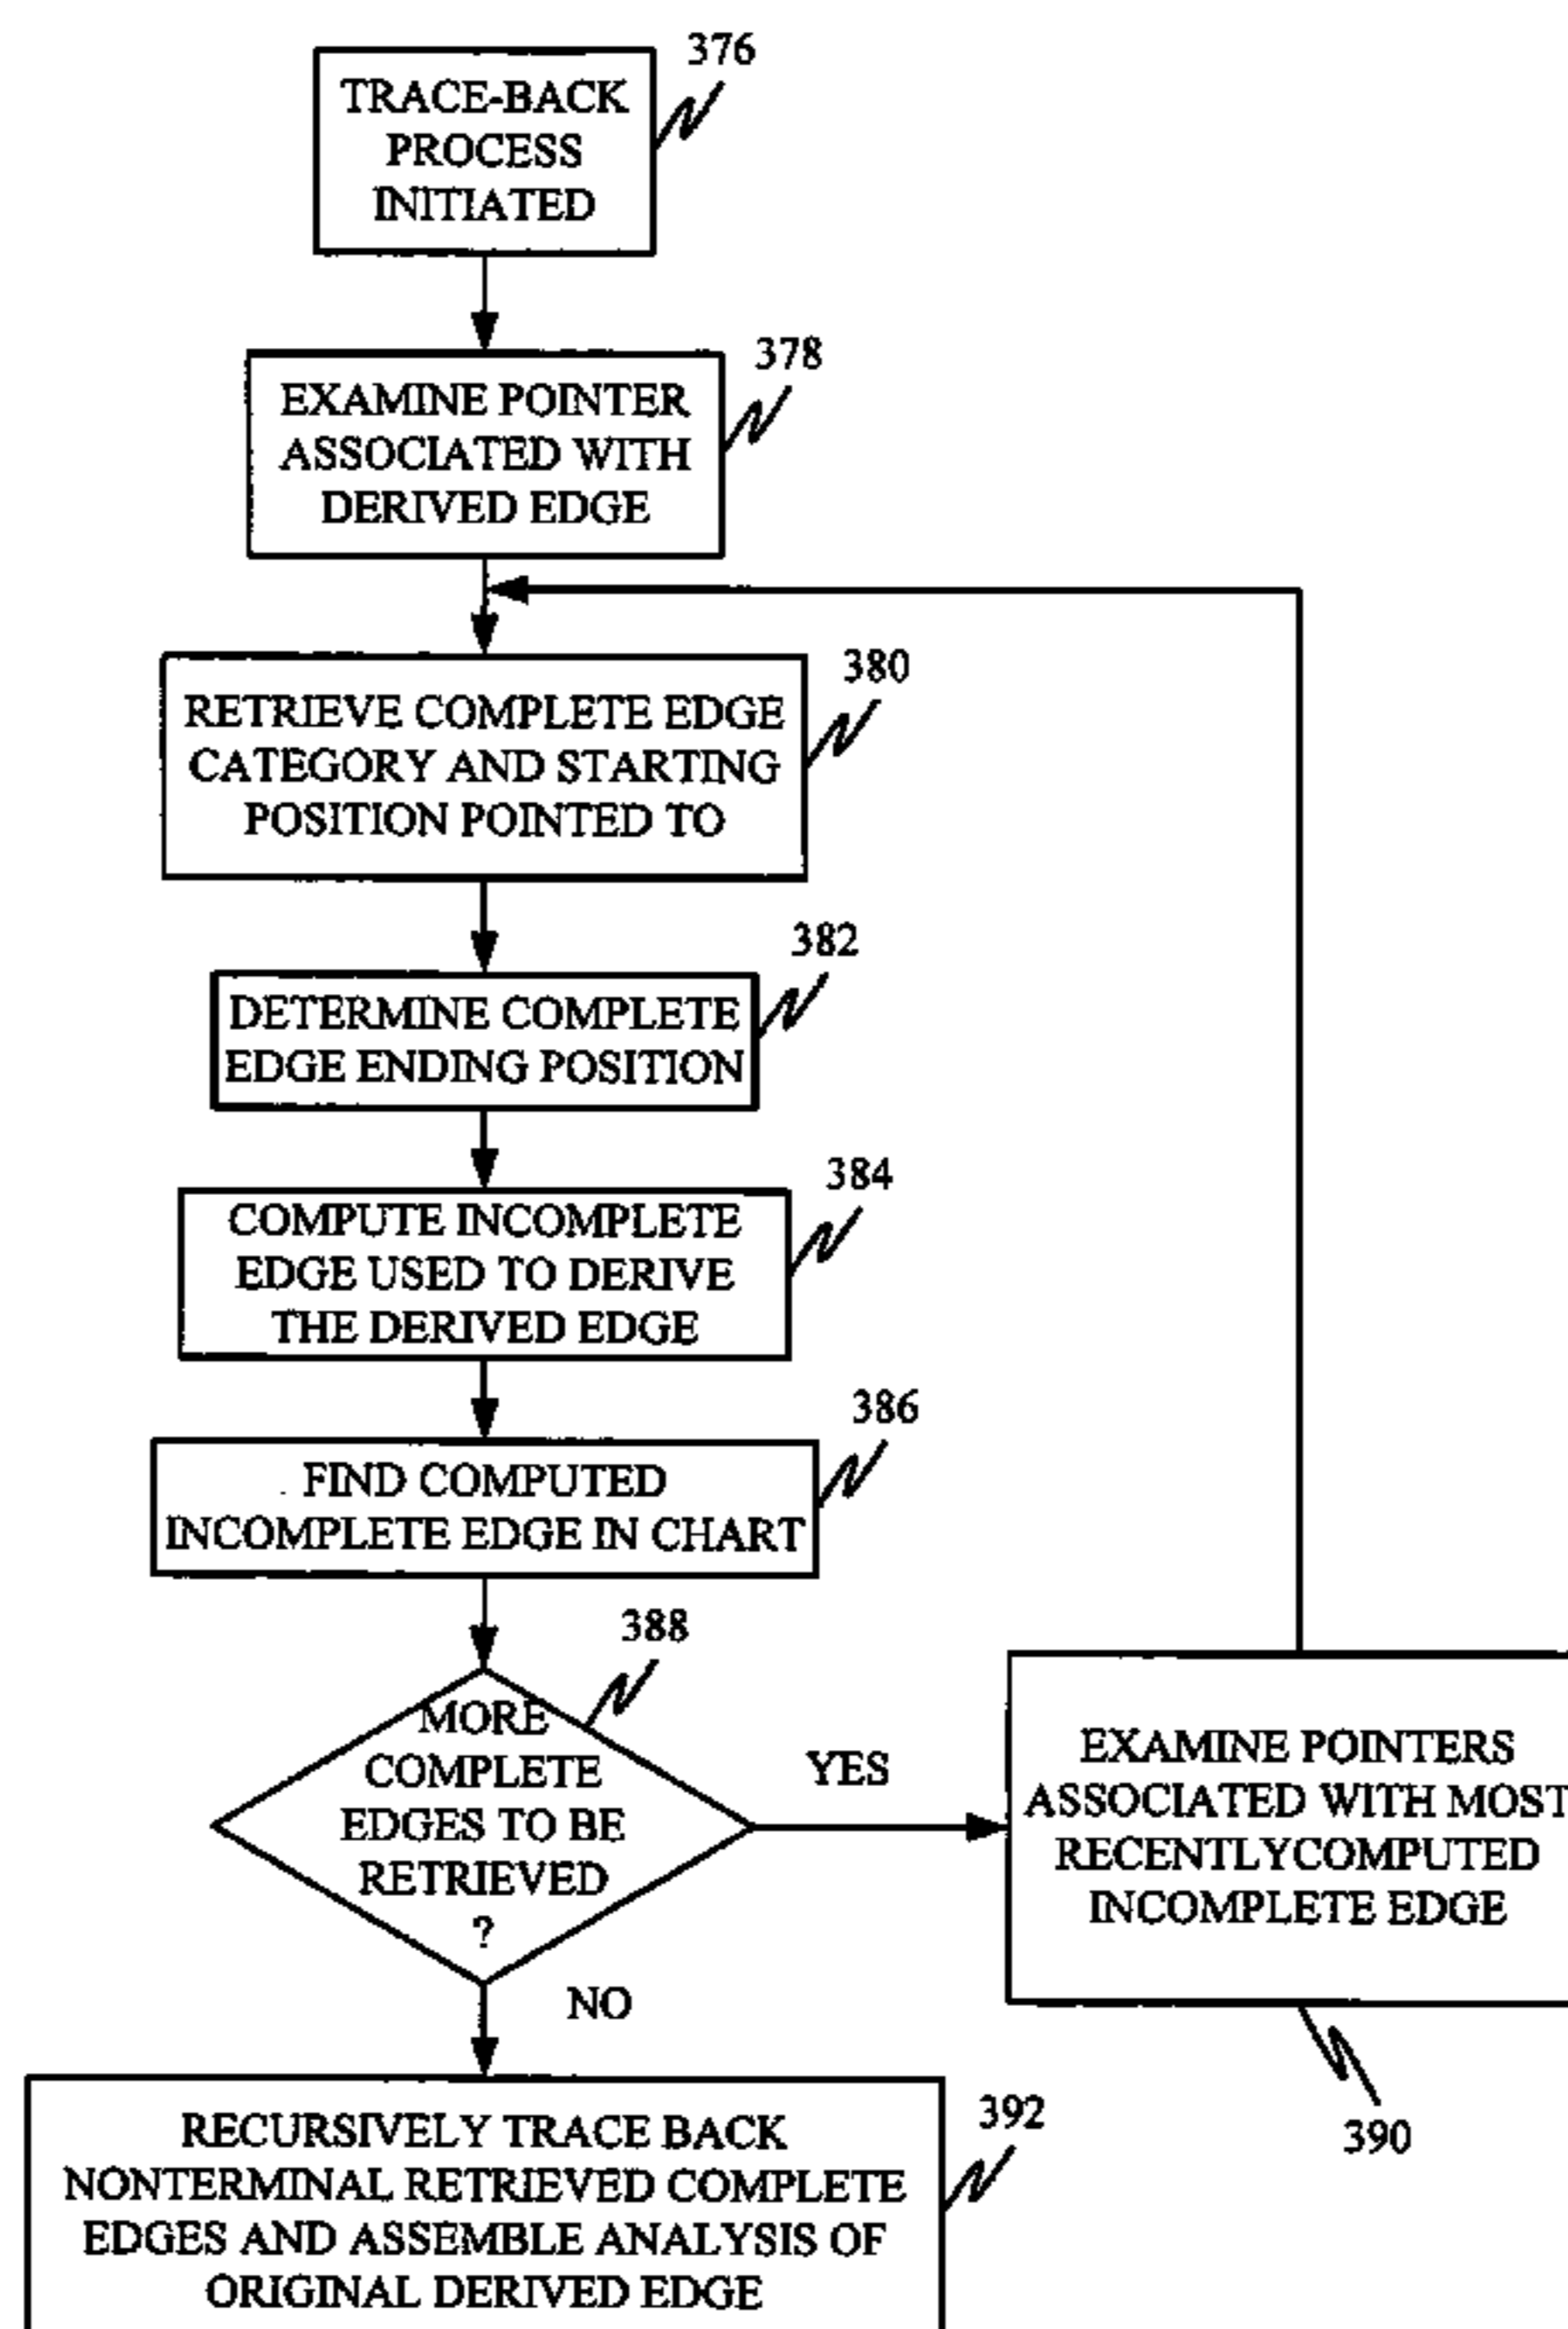 376
TRACE-BACK
PROCESS
INITIATED
378
EXAMINE POINTER
ASSOCIATED WITH
DERIVED EDGE
380
RETRIEVE COMPLETE EDGE
CATEGORY AND STARTING
POSITION POINTED TO
382
DETERMINE COMPLETE
EDGE ENDING POSITION
384
COMPUTE INCOMPLETE
EDGE USED TO DERIVE
THE DERIVED EDGE
386
FIND COMPUTED
INCOMPLETE EDGE IN CHART
388
MORE
COMPLETE
EDGES TO BE
RETRIEVED
?
YES
EXAMINE POINTERS
ASSOCIATED WITH MOST
RECENTLYCOMPUTED
INCOMPLETE EDGE
390
NO
392
RECURSIVELY TRACE BACK
NONTERMINAL RETRIEVED COMPLETE
EDGES AND ASSEMBLE ANALYSIS OF
ORIGINAL DERIVED EDGE